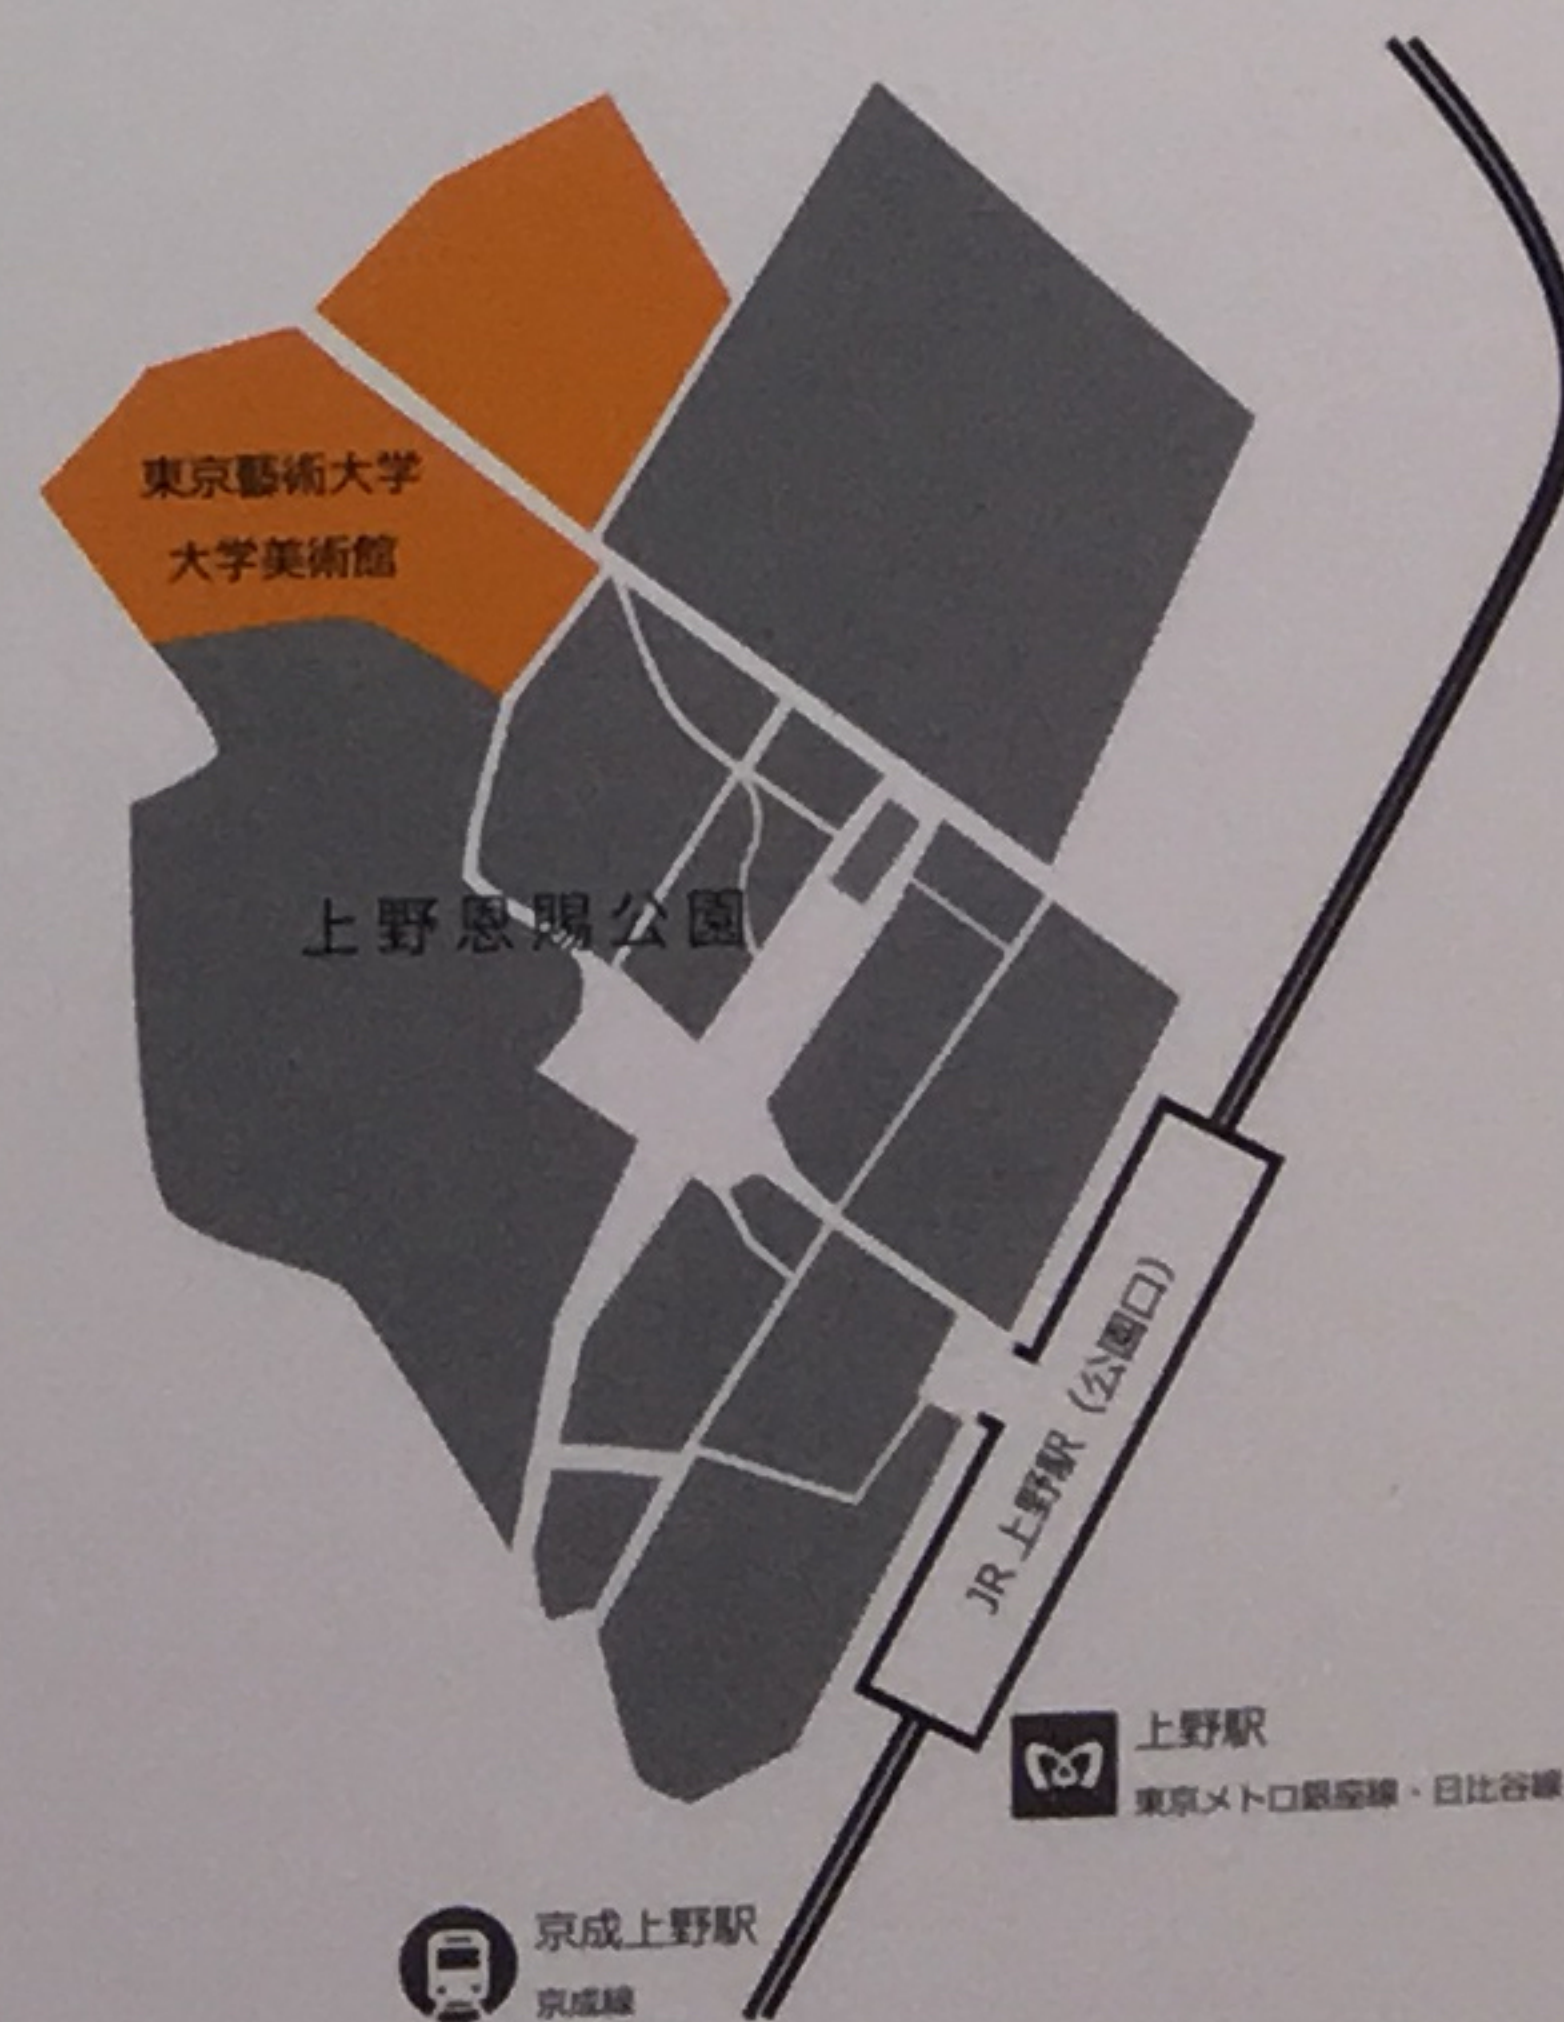 東京藝術大学
大学美術館
上野恩賜公園
JR 上野駅（公園口）
上野駅
東京メトロ銀座線・日比谷線
京成上野駅
京成線